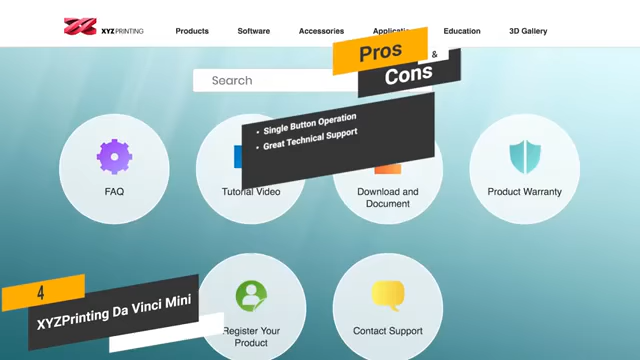 XYZPRINTING
Products
Software
Accessories
Education
3D Gallery
Pros
&
Cons
Search
• Single Button Operation
• Great Technical Support
FAQ
Tutorial Video
Download and
Document
Product Warranty
4
XYZPrinting Da Vinci Mini
Register Your
Product
Contact Support